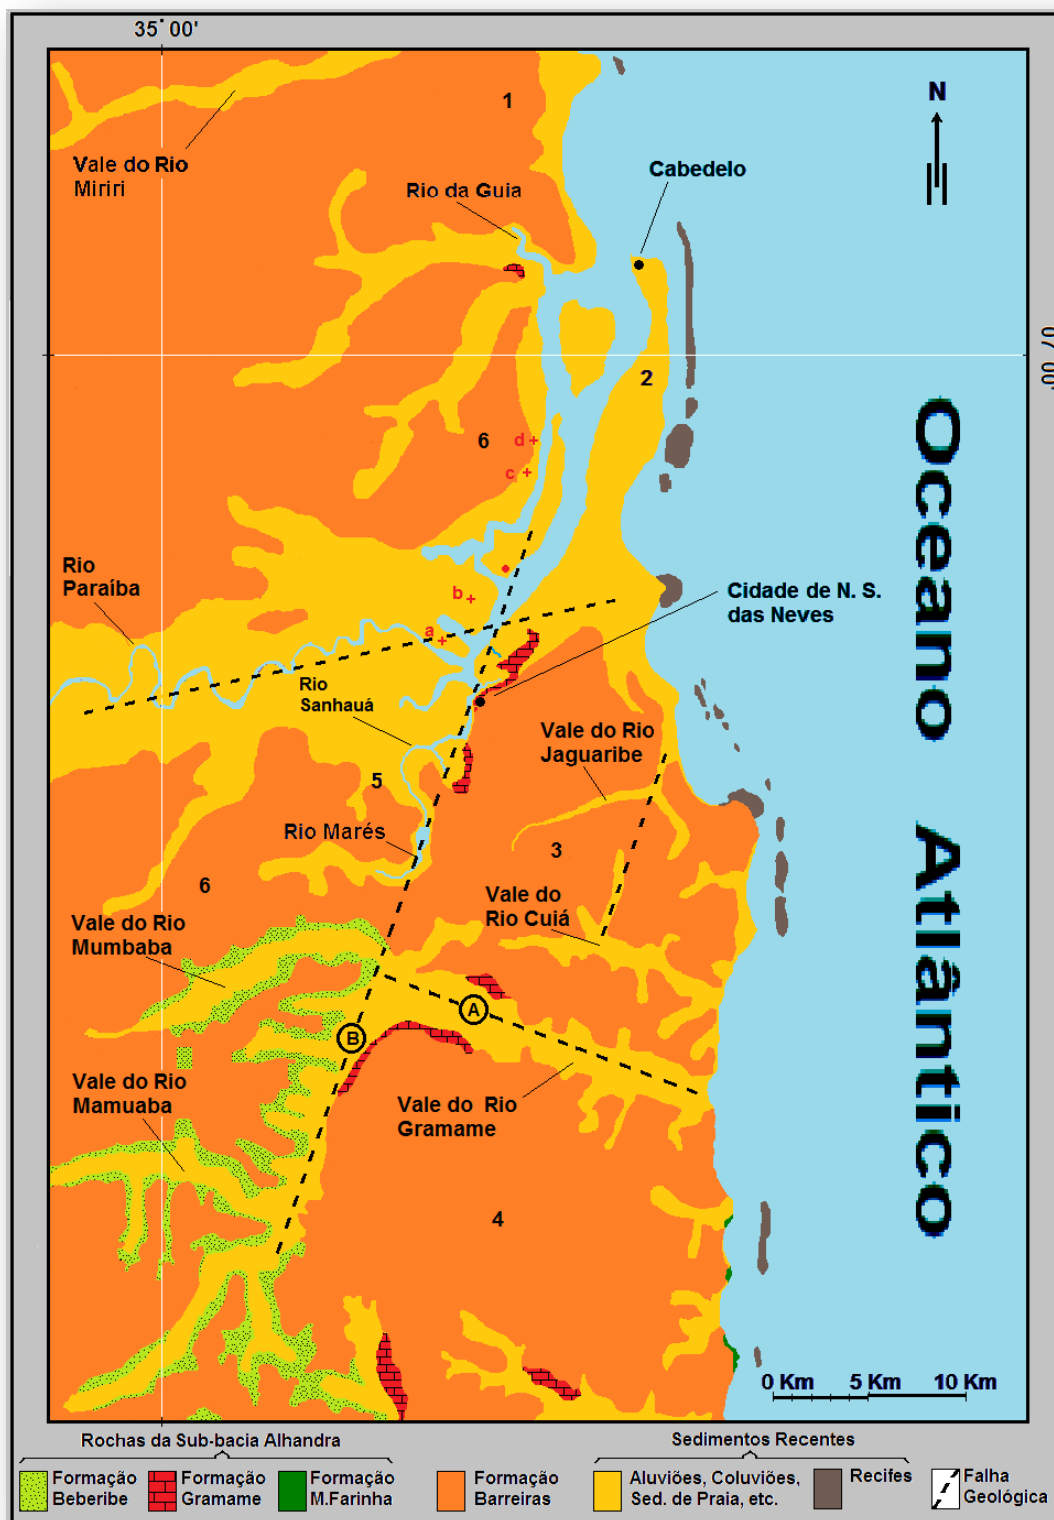 35° 00'
1
N
Vale do Rio
Miriri
Cabedelo
Rio da Guia
07° 00'
2
6
d
c
Oceano Atlântico
Rio
Paraíba
b
Cidade de N. S.
das Neves
a
Rio
Sanhauá
Vale do Rio
Jaguaribe
5
Rio Marés
3
6
Vale do
Rio Cuiá
Vale do Rio
Mumbaba
A
B
Vale do Rio
Mamuaba
Vale do Rio
Gramame
4
0 Km 5 Km 10 Km
Rochas da Sub-bacia Alhandra
Sedimentos Recentes
Formação
Beberibe
Formação
Gramame
Formação
M.Farinha
Formação
Barreiras
Aluviões, Coluviões,
Sed. de Praia, etc.
Recifes
Falha
Geológica